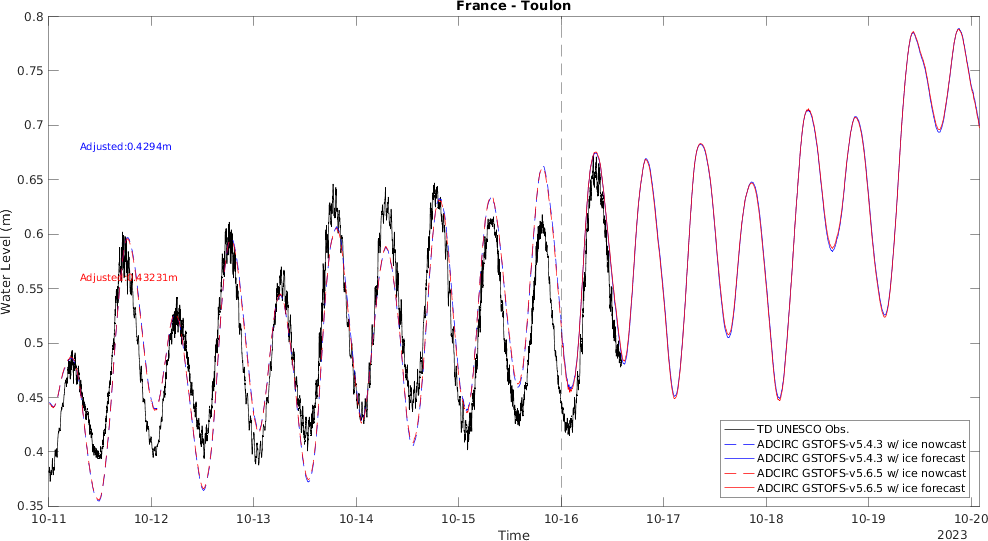 France - Toulon
Water Level (m)
0.8
0.75
0.7
0.65
0.6
0.55
0.5
0.45
0.4
0.35
Adjusted:0.4294m
Adjusted:0.43231m
TD UNESCO Obs.
ADCIRC GSTOFS-v5.4.3 w/ ice nowcast
ADCIRC GSTOFS-v5.4.3 w/ ice forecast
ADCIRC GSTOFS-v5.6.5 w/ ice nowcast
ADCIRC GSTOFS-v5.6.5 w/ ice forecast
10-11 10-12 10-13 10-14 10-15 10-16 10-17 10-18 10-19 10-20
Time
2023